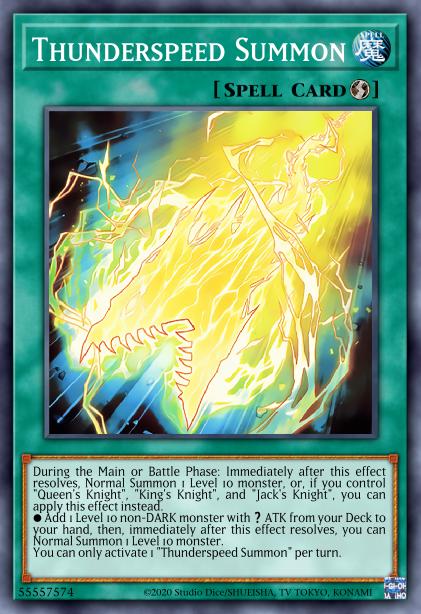 Thunderspeed Summon
SPELL
魔
[Spell Card]
During the Main or Battle Phase: Immediately after this effect
resolves, Normal Summon 1 Level 10 monster, or, if you control
"Queen's Knight", "King's Knight", and "Jack's Knight", you can
apply this effect instead.
● Add 1 Level 10 non-DARK monster with ? ATK from your Deck to
your hand, then, immediately after this effect resolves, you can
Normal Summon 1 Level 10 monster.
You can only activate 1 "Thunderspeed Summon" per turn.
55557574
©2020 Studio Dice/SHUEISHA, TV TOKYO, KONAMI